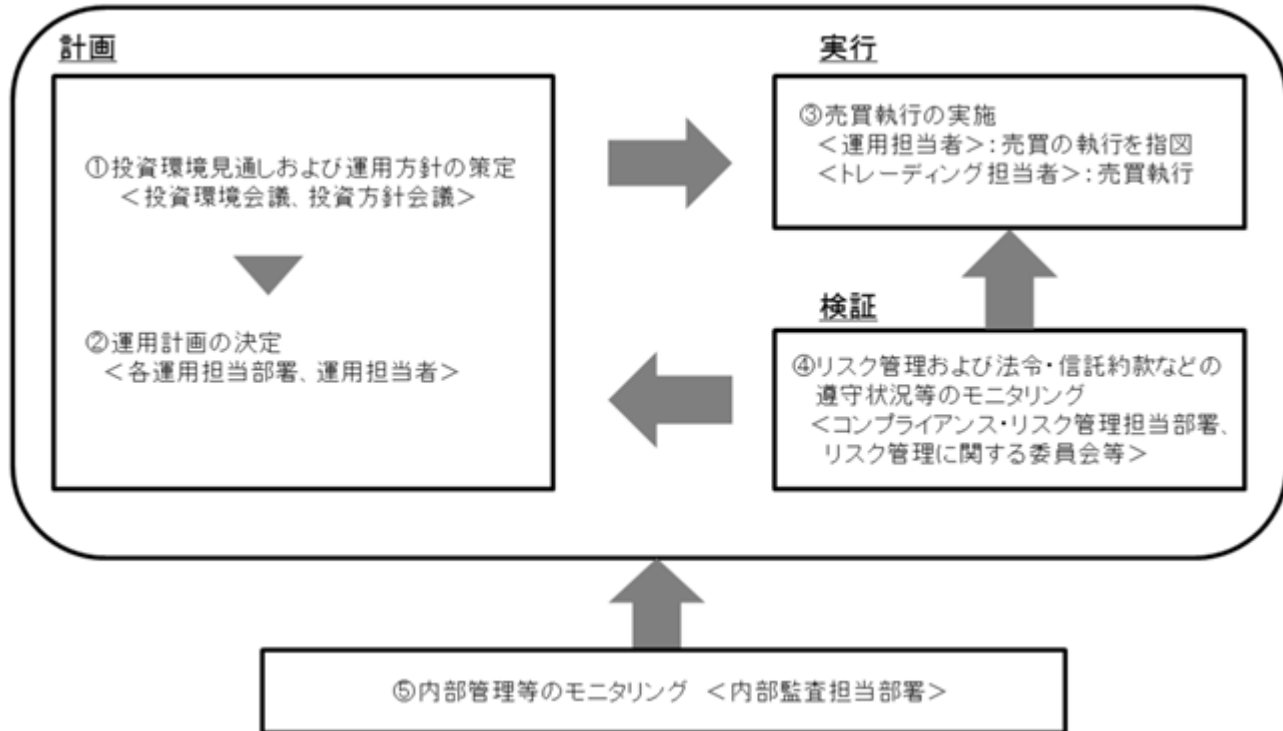 計画
①投資環境見通しおよび運用方針の策定
＜投資環境会議、投資方針会議＞
②運用計画の決定
＜各運用担当部署、運用担当者＞
実行
③売買執行の実施
＜運用担当者＞：売買の執行を指図
＜トレーディング担当者＞：売買執行
検証
④リスク管理および法令・信託約款などの
遵守状況等のモニタリング
＜コンプライアンス・リスク管理担当部署、
リスク管理に関する委員会等＞
⑤内部管理等のモニタリング ＜内部監査担当部署＞